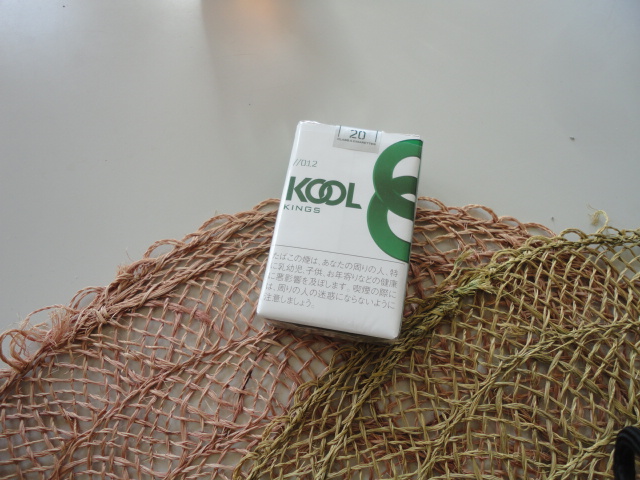 20
//012
KOOL
KINGS
たばこの煙は、あなたの周りの人、特
に乳幼児、子供、お年寄りなどの健康
に悪影響を及ぼします。喫煙の際に
は、周りの人の迷惑にならないように
注意しましょう。